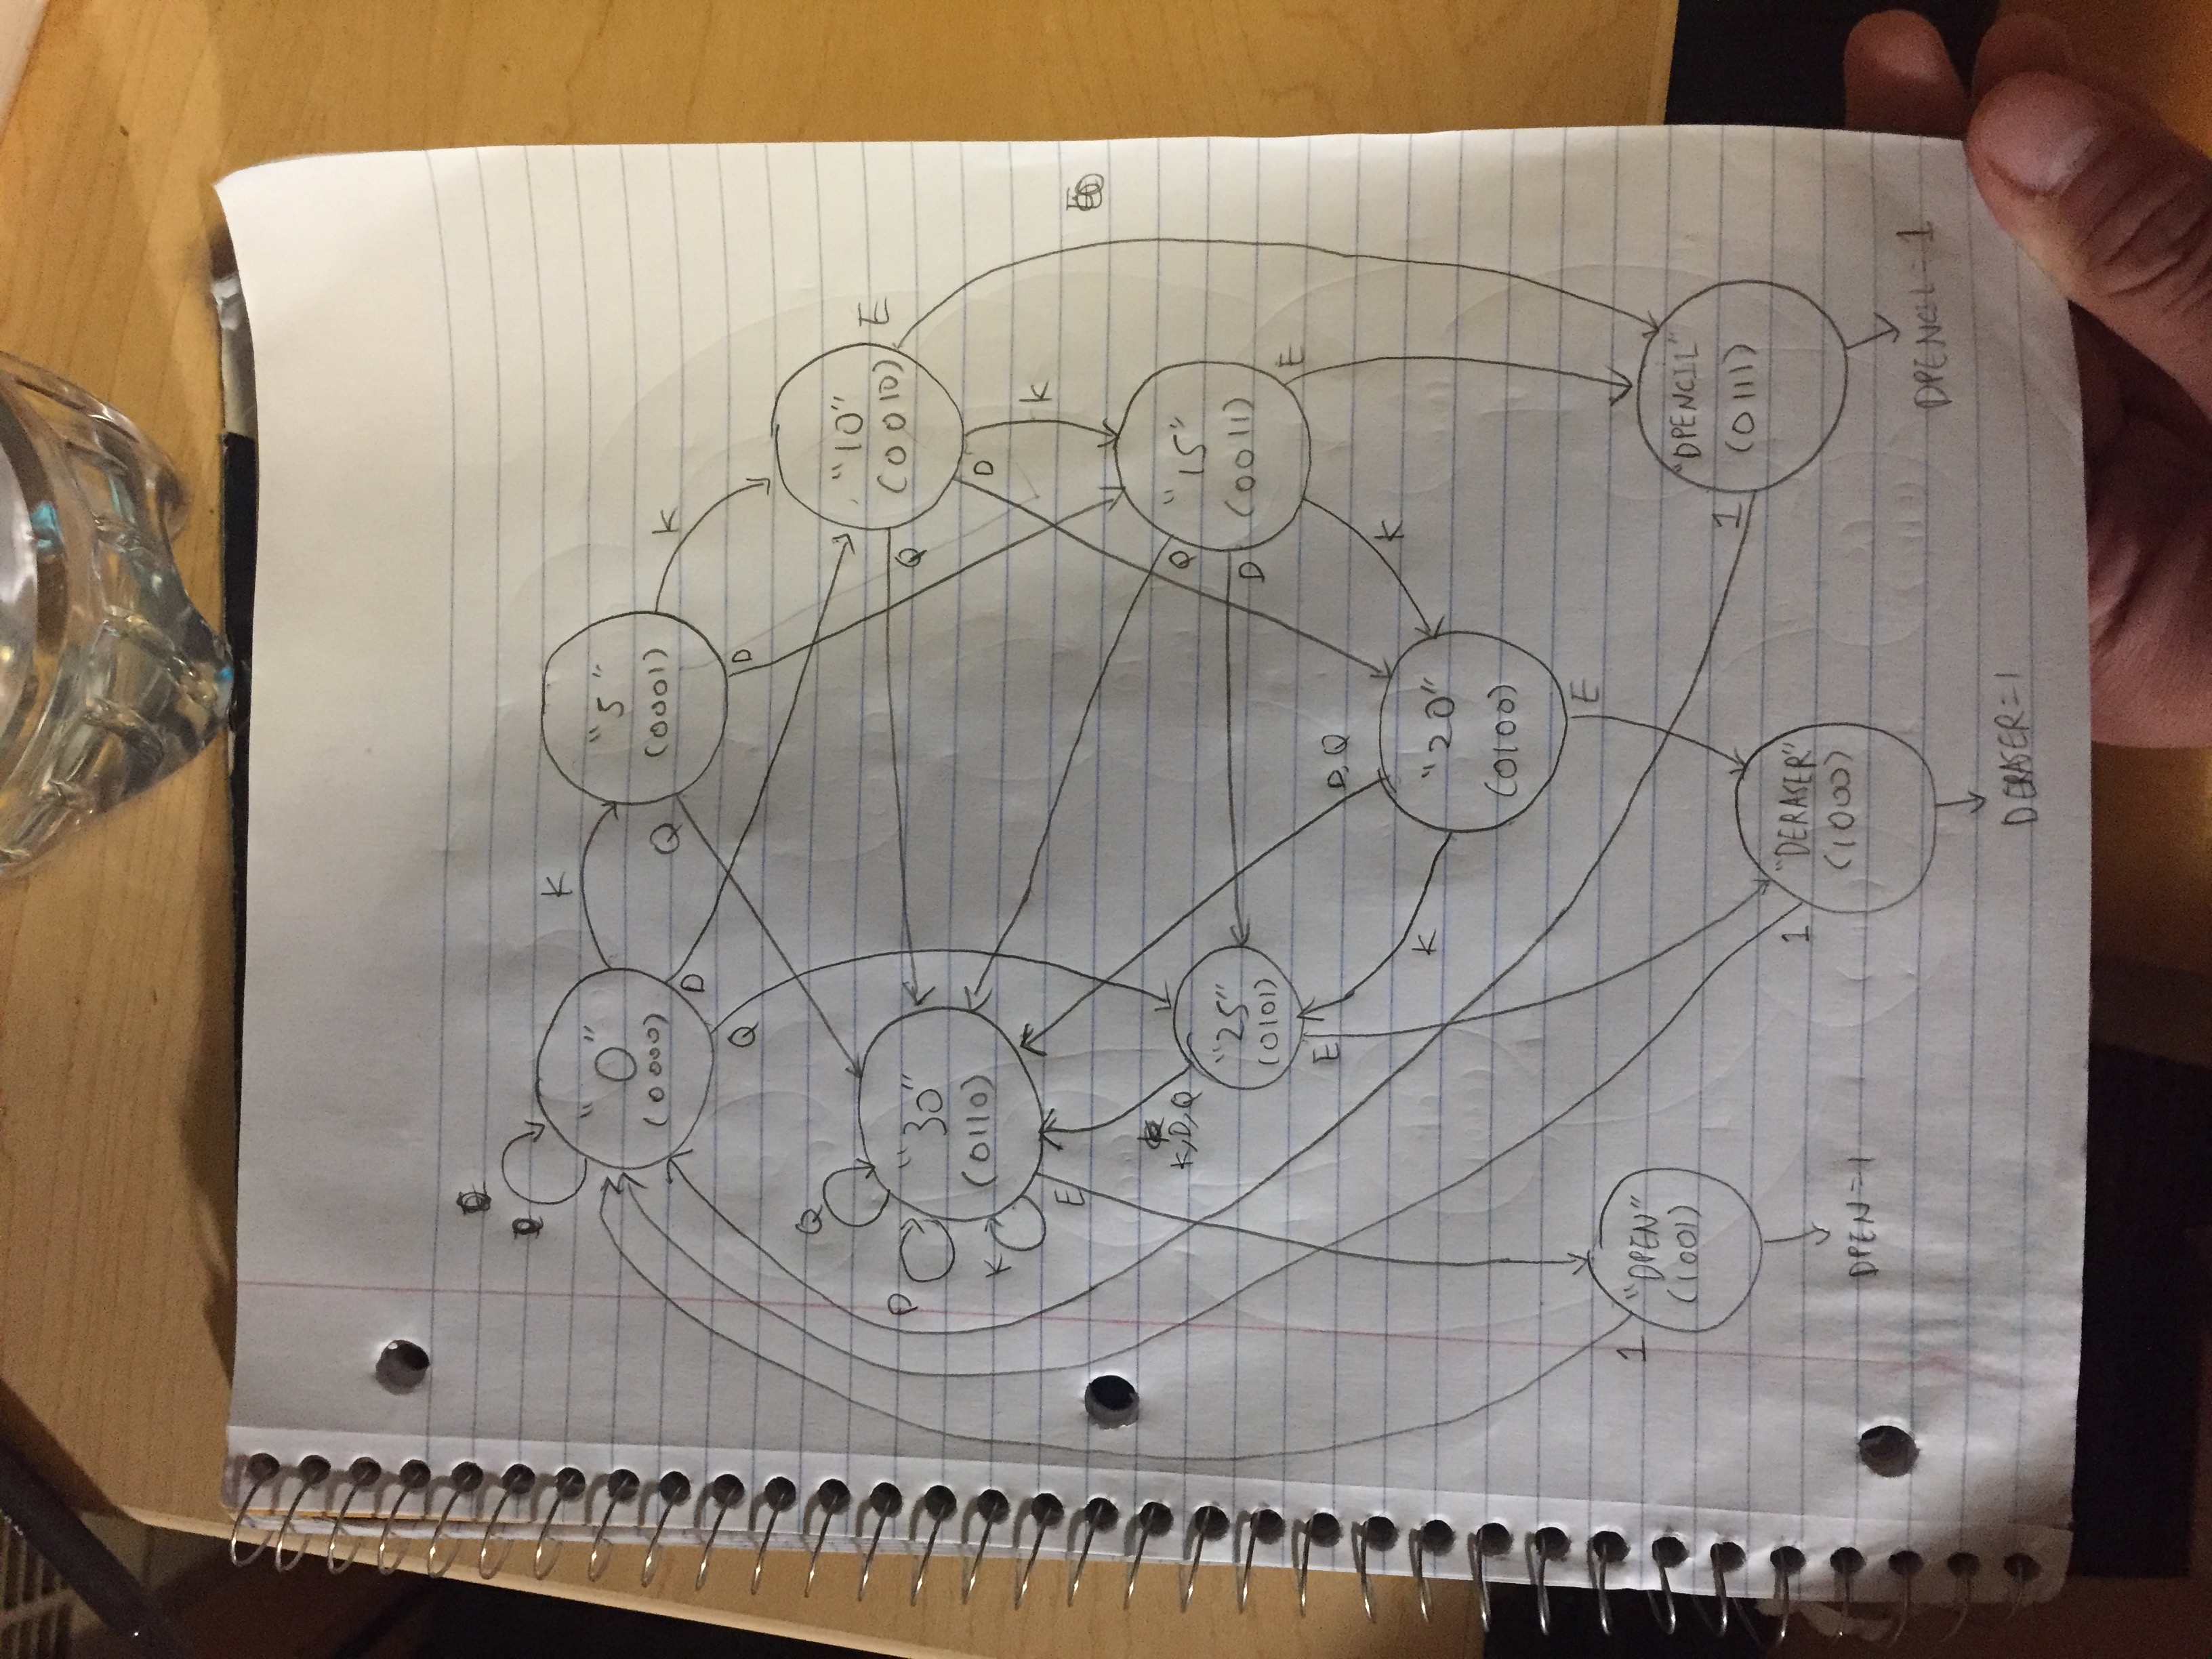 K
"0"
(0000)
"5"
(0001)
Q
K
D
Q
D
Q
"10"
(0010)
E
D
"30"
(0110)
Q
K
D
K
E
Q
"15"
(0011)
K,D,Q
"25"
(0101)
D
E
E
D,Q
K
K
"20"
(0100)
E
1
"DPEN"
(1001)
"DPENCIL"
(0111)
1
1
"DERASER"
(1000)
DPEN=1
DPENCIL=1
DERASER=1